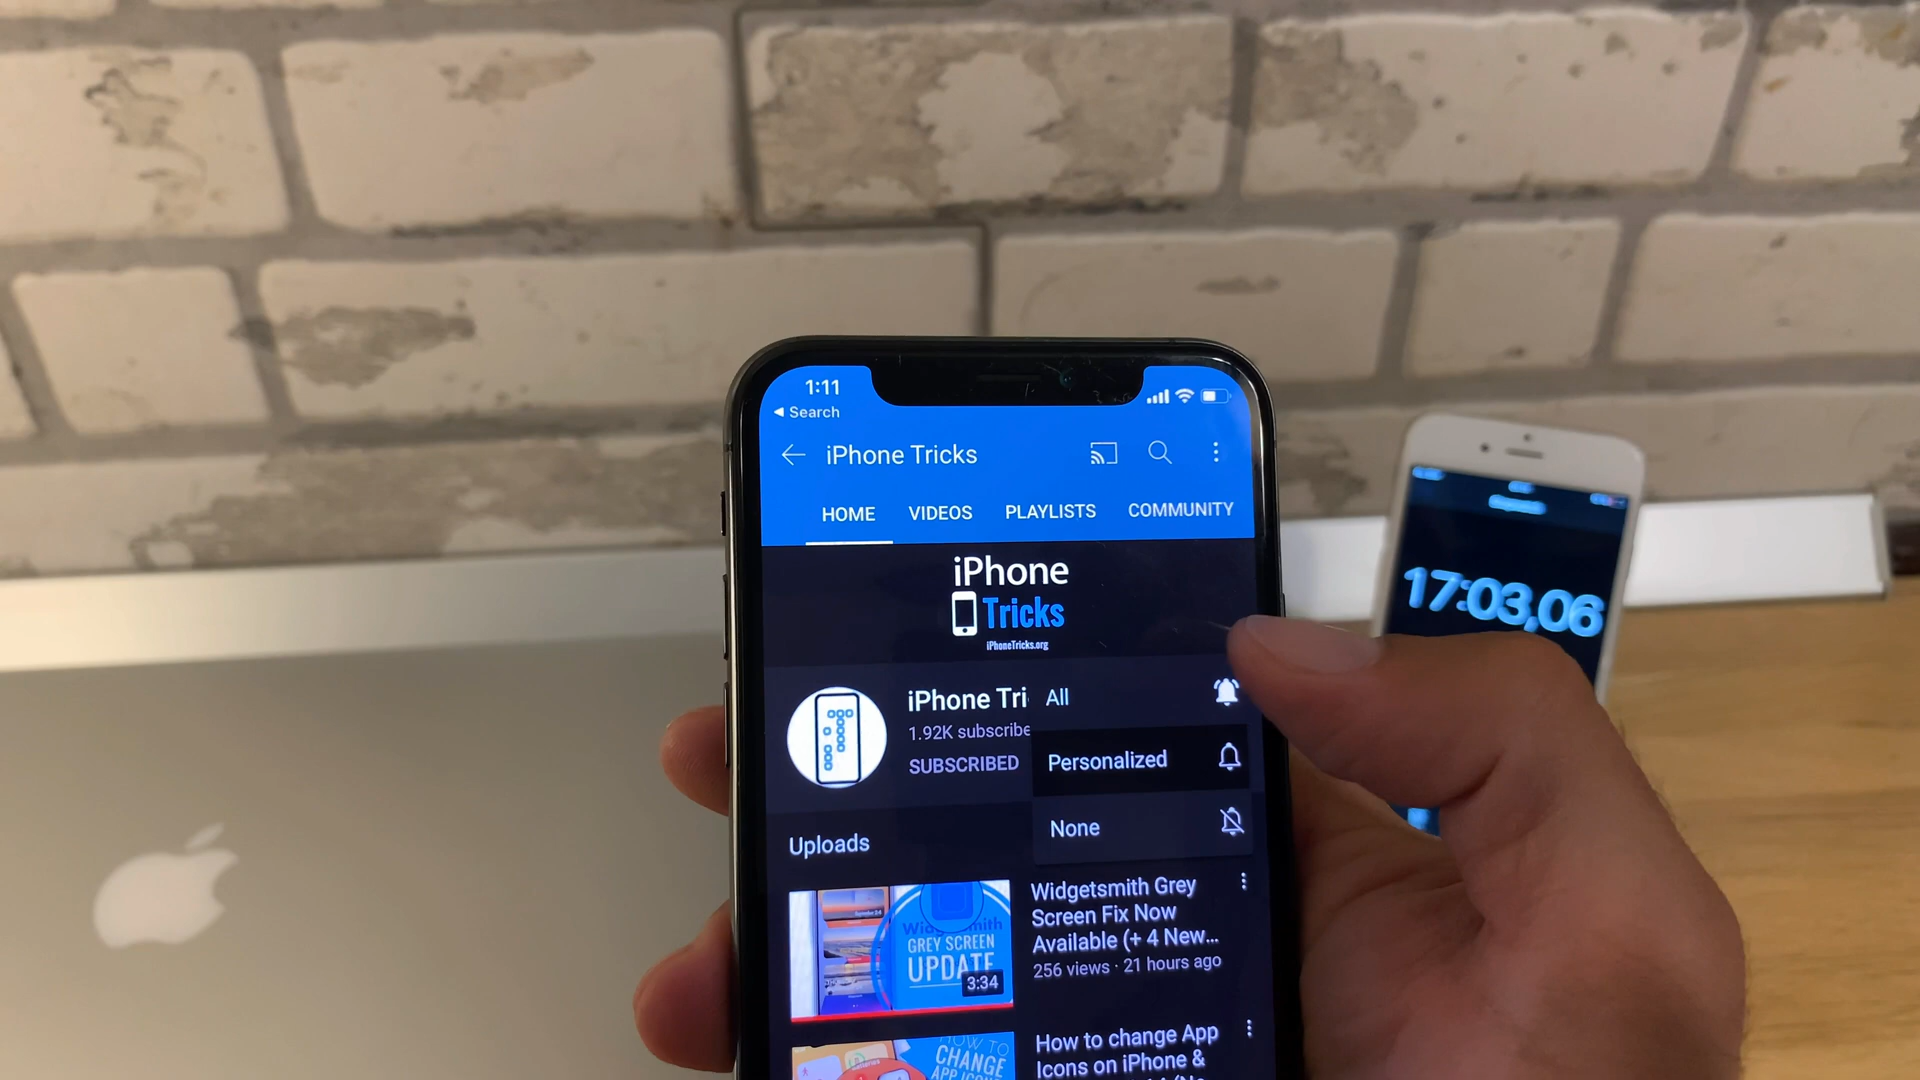 1:11
◀ Search
iPhone Tricks
HOME VIDEOS PLAYLISTS COMMUNITY
iPhone
Tricks
iPhoneTricks.org
iPhone Tri
1.92K subscribe
SUBSCRIBED
All
Personalized
None
Uploads
GREY SCREEN
UPDATE
3:34
Widgetsmith Grey
Screen Fix Now
Available (+ 4 New...
256 views · 21 hours ago
HOW TO
CHANGE
APP ICONS
How to change App
Icons on iPhone &
17:03,06